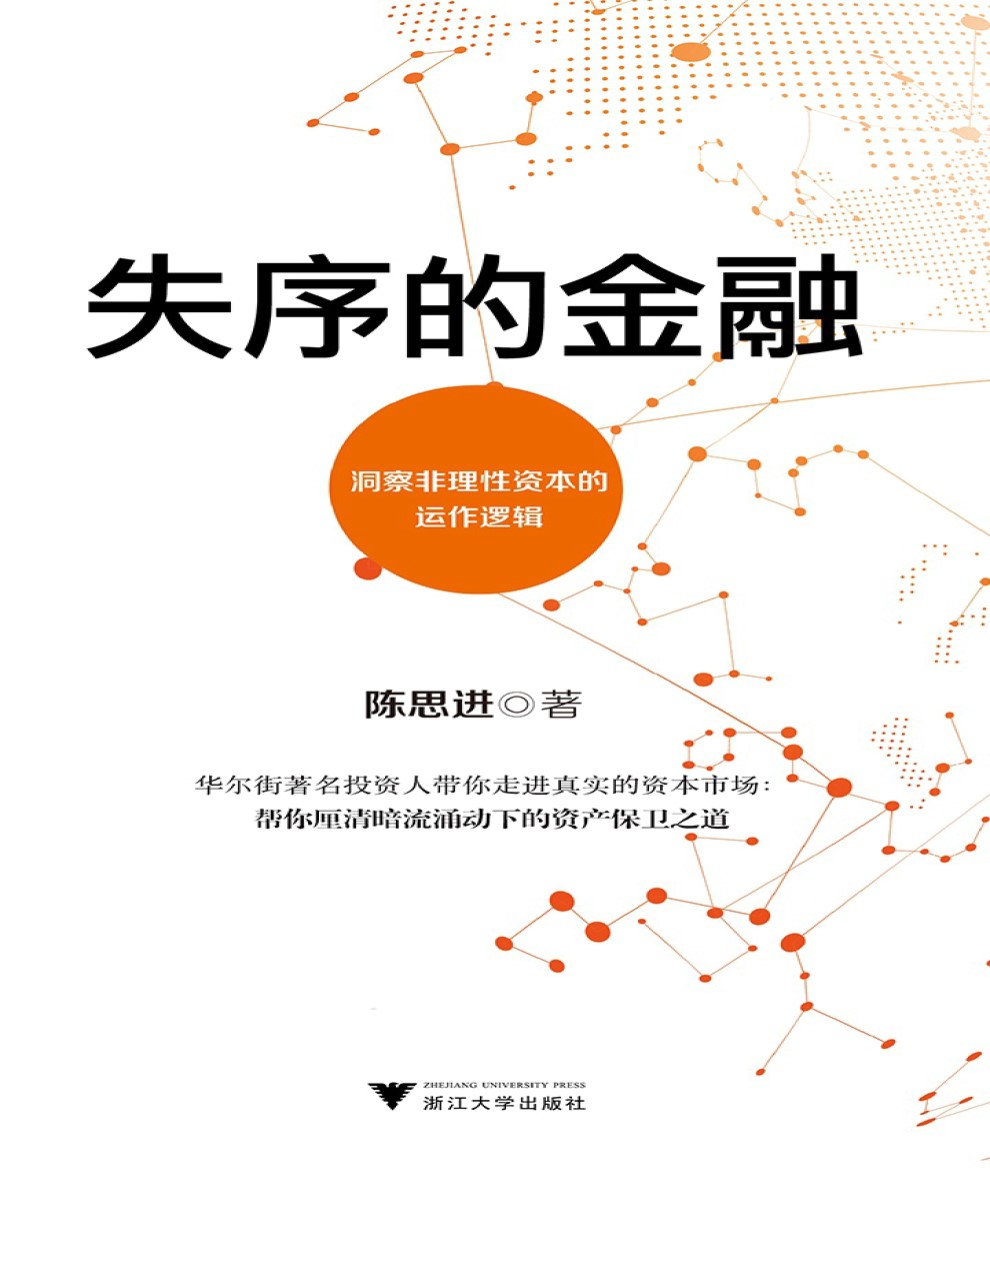 失序的金融
洞察非理性资本的
运作逻辑
陈思进◎著
华尔街著名投资人带你走进真实的资本市场：
帮你厘清暗流涌动下的资产保卫之道
ZHEJIANG UNIVERSITY PRESS
浙江大学出版社